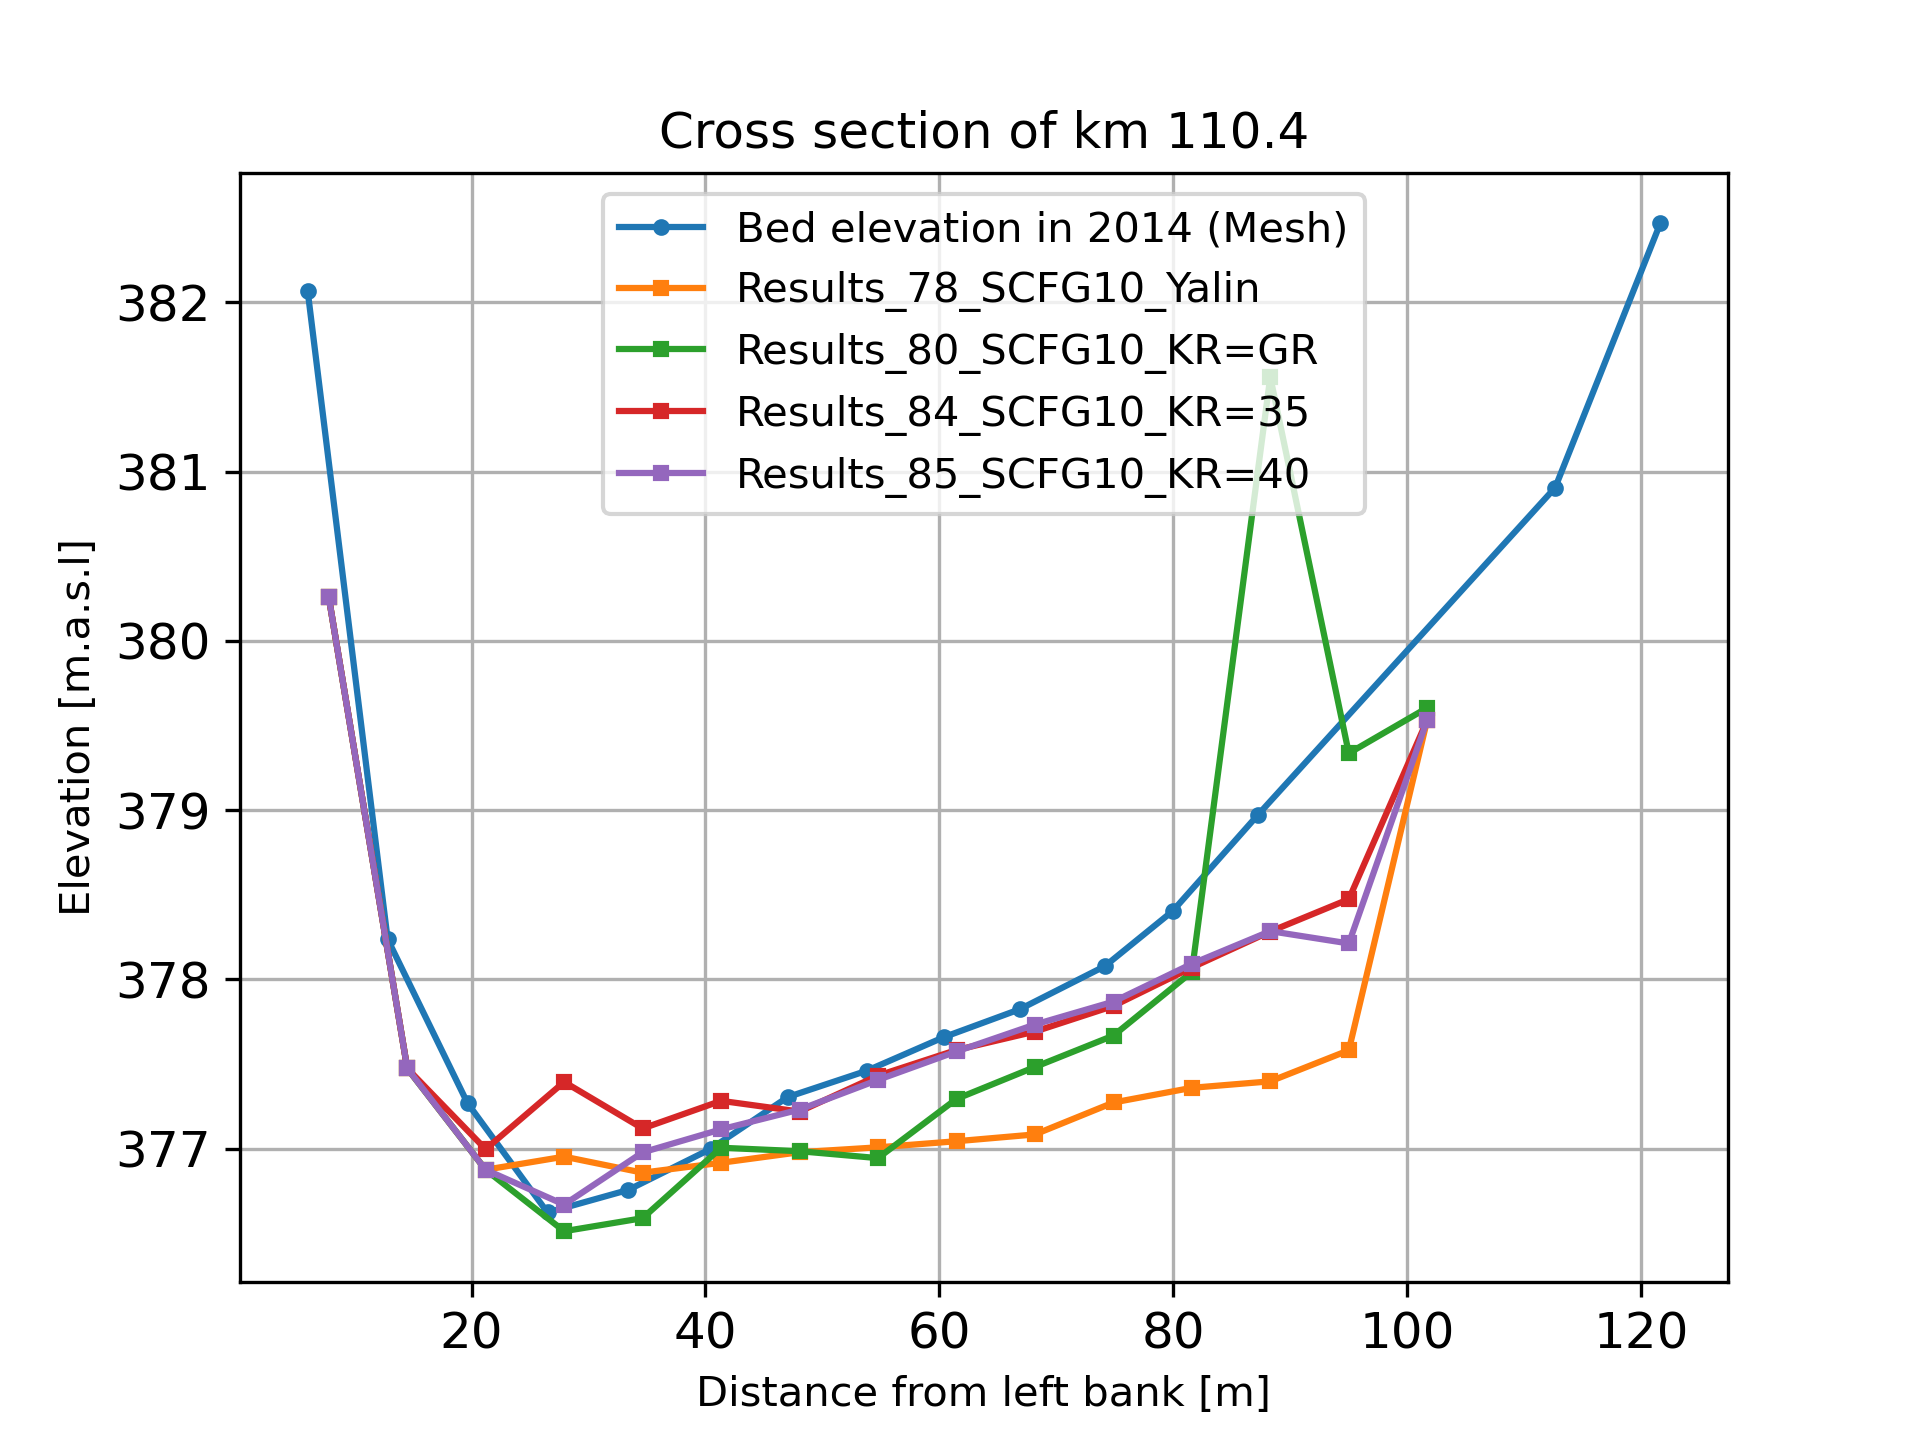 Cross section of km 110.4
Bed elevation in 2014 (Mesh)
Results_78_SCFG10_Yalin
Results_80_SCFG10_KR=GR
Results_84_SCFG10_KR=35
Results_85_SCFG10_KR=40
Elevation [m.a.s.l]
382
381
380
379
378
377
20 40 60 80 100 120
Distance from left bank [m]